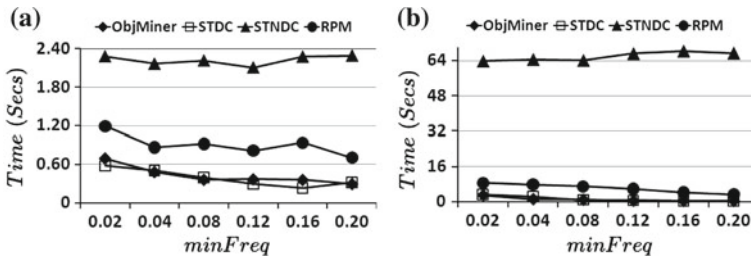 (a)
ObjMiner STDC STNDC RPM
Time (Secs)
2.40
1.80
1.20
0.60
0
0.02 0.04 0.08 0.12 0.16 0.20
minFreq
(b)
ObjMiner STDC STNDC RPM
Time (Secs)
64
48
32
16
0
0.02 0.04 0.08 0.12 0.16 0.20
minFreq